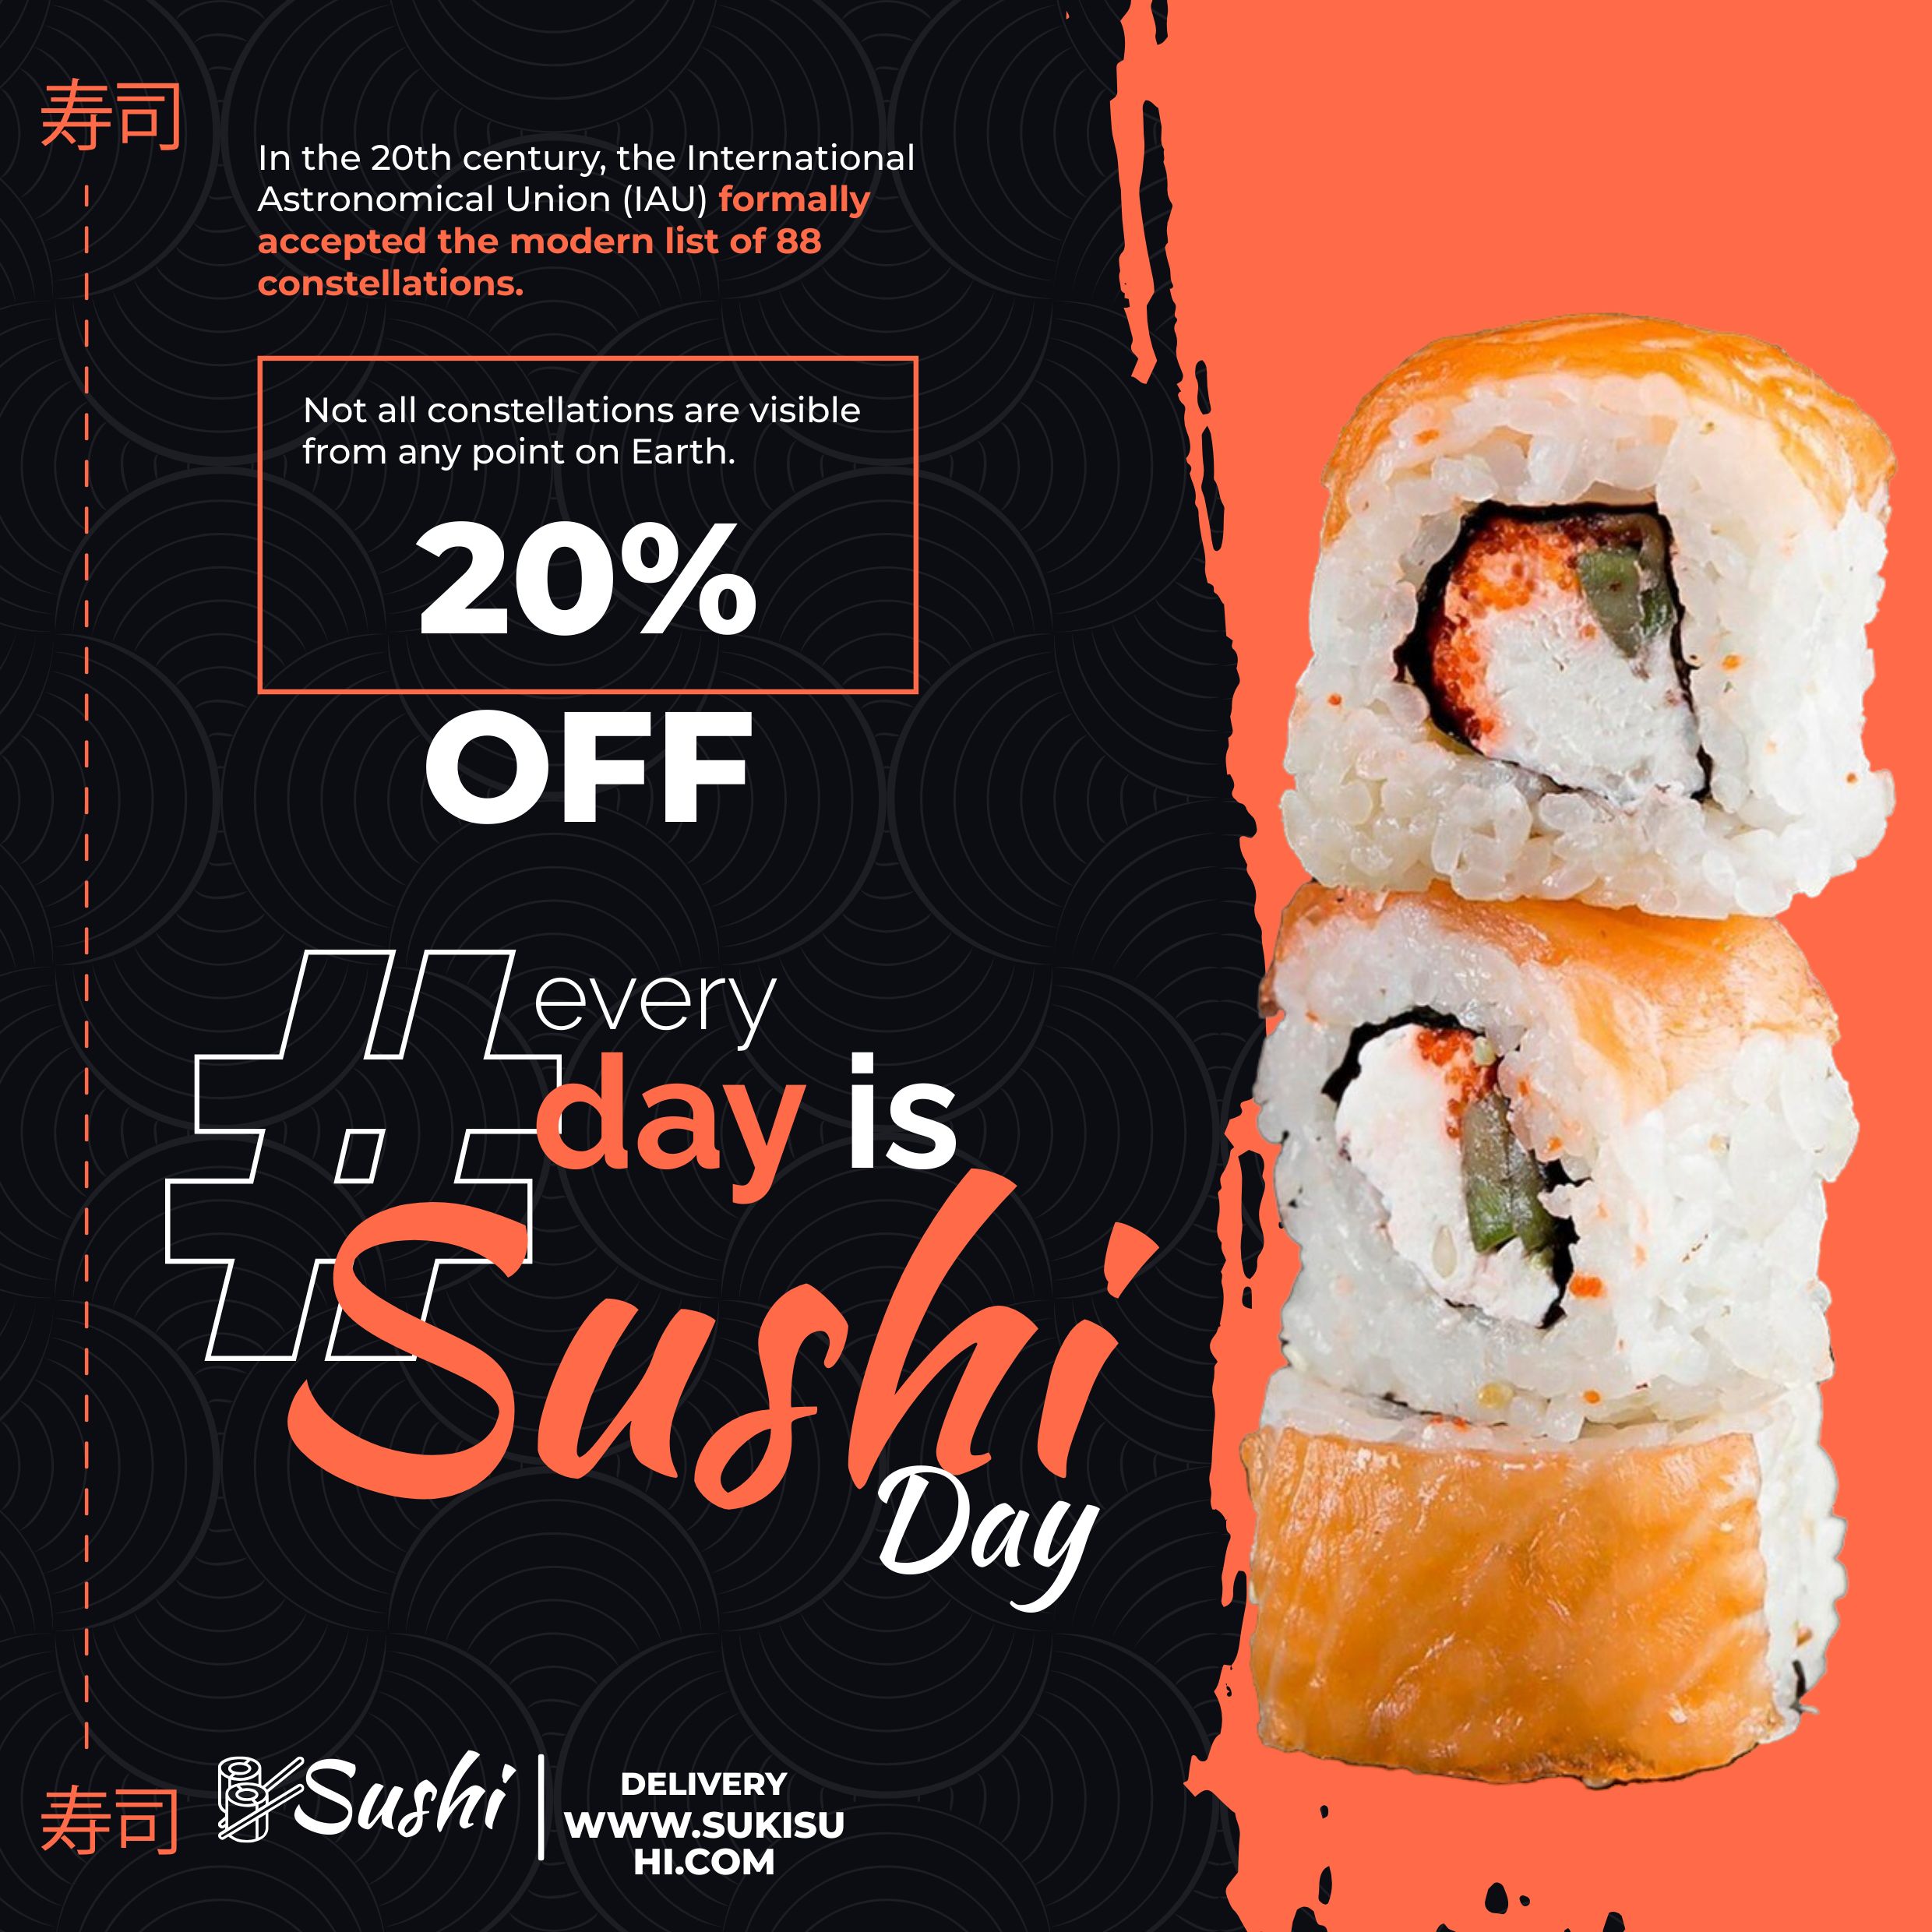 寿司
In the 20th century, the International
Astronomical Union (IAU) formally
accepted the modern list of 88
constellations.
Not all constellations are visible
from any point on Earth.
20%
OFF
#every
day is
Sushi
Day
寿司
Sushi
DELIVERY
WWW.SUKISU
HI.COM